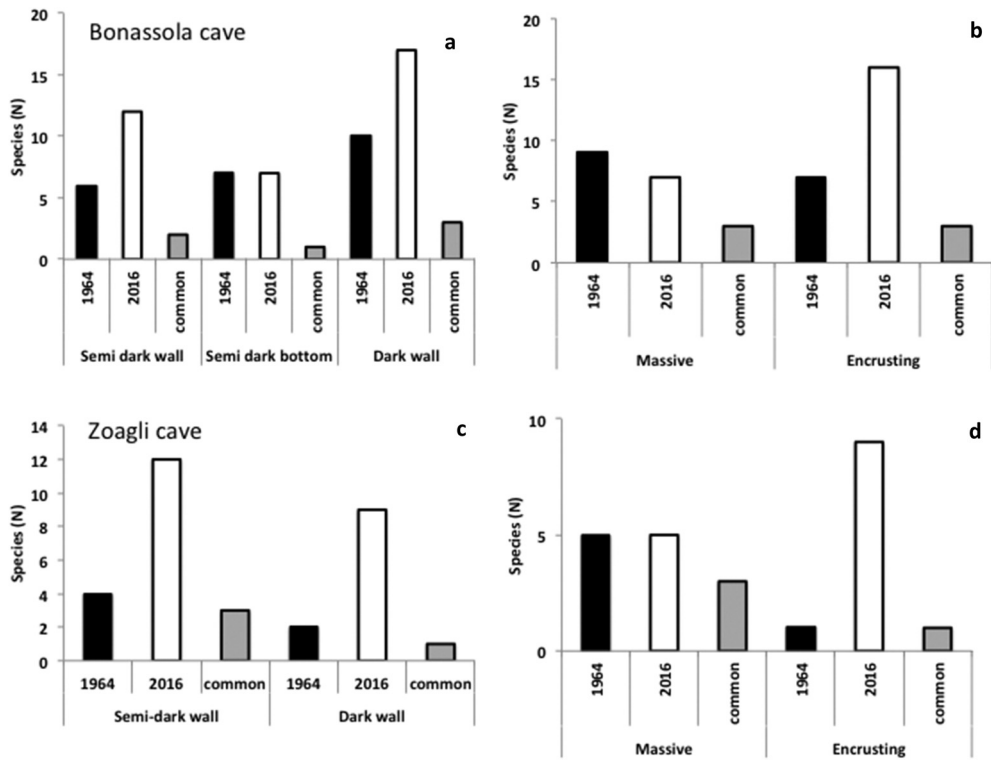 Bonassola cave
a
Species (N)
20
15
10
5
0
1964
2016
common
1964
2016
common
1964
2016
common
Semi dark wall
Semi dark bottom
Dark wall
b
Species (N)
20
15
10
5
0
1964
2016
common
1964
2016
common
Massive
Encrusting
Zoagli cave
c
Species (N)
14
12
10
8
6
4
2
0
1964 2016 common 1964 2016 common
Semi-dark wall
Dark wall
d
Species (N)
10
5
0
1964
2016
common
1964
2016
common
Massive
Encrusting